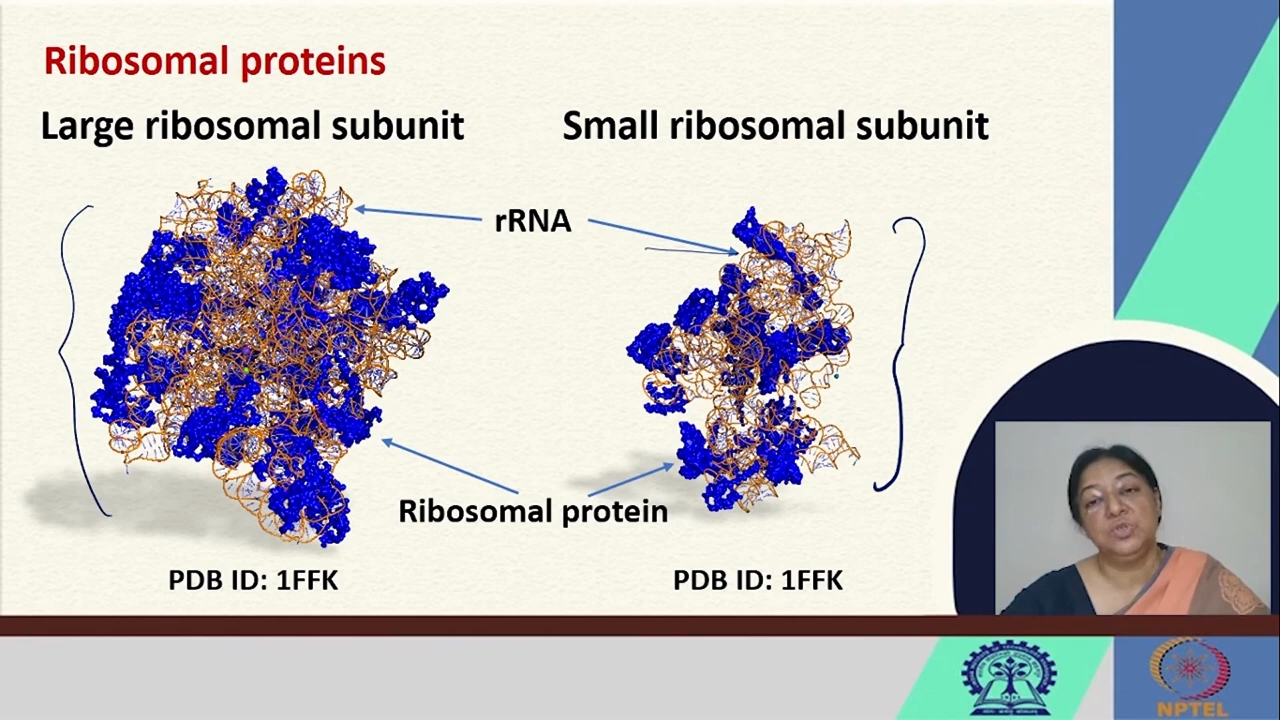 Ribosomal proteins
Large ribosomal subunit
Small ribosomal subunit
rRNA
Ribosomal protein
PDB ID: 1FFK
PDB ID: 1FFK
NPTEL